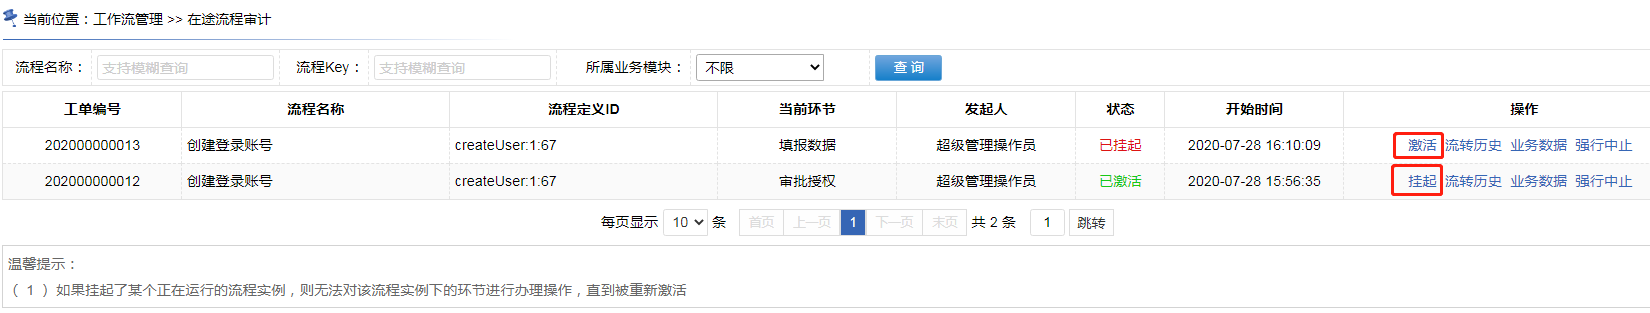 当前位置：工作流管理 >> 在途流程审计
流程名称： 支持模糊查询 流程Key： 支持模糊查询 所属业务模块： 不限 查 询
工单编号 流程名称 流程定义ID 当前环节 发起人 状态 开始时间 操作
202000000013 创建登录账号 createUser:1:67 填报数据 超级管理操作员 已挂起 2020-07-28 16:10:09 激活 流转历史 业务数据 强行中止
202000000012 创建登录账号 createUser:1:67 审批授权 超级管理操作员 已激活 2020-07-28 15:56:35 挂起 流转历史 业务数据 强行中止
每页显示 10 条 首页 上一页 1 下一页 末页 共 2 条 1 跳转
温馨提示：
（ 1 ）如果挂起了某个正在运行的流程实例，则无法对该流程实例下的环节进行办理操作，直到被重新激活